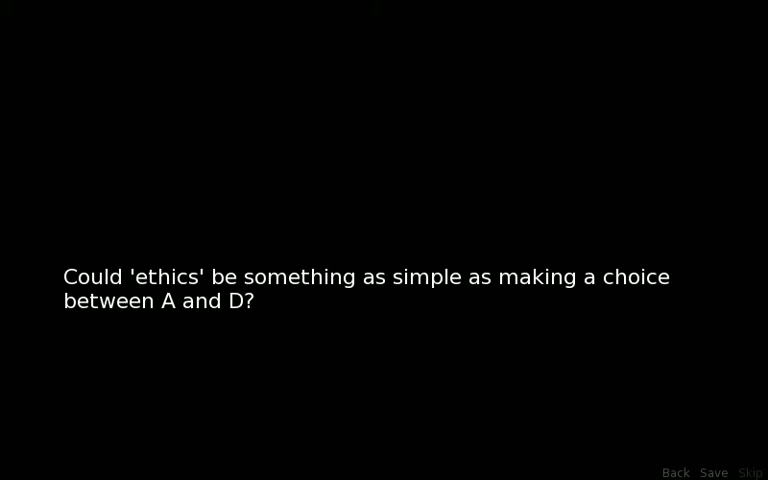 Could 'ethics' be something as simple as making a choice
between A and D?
Back Save Skip